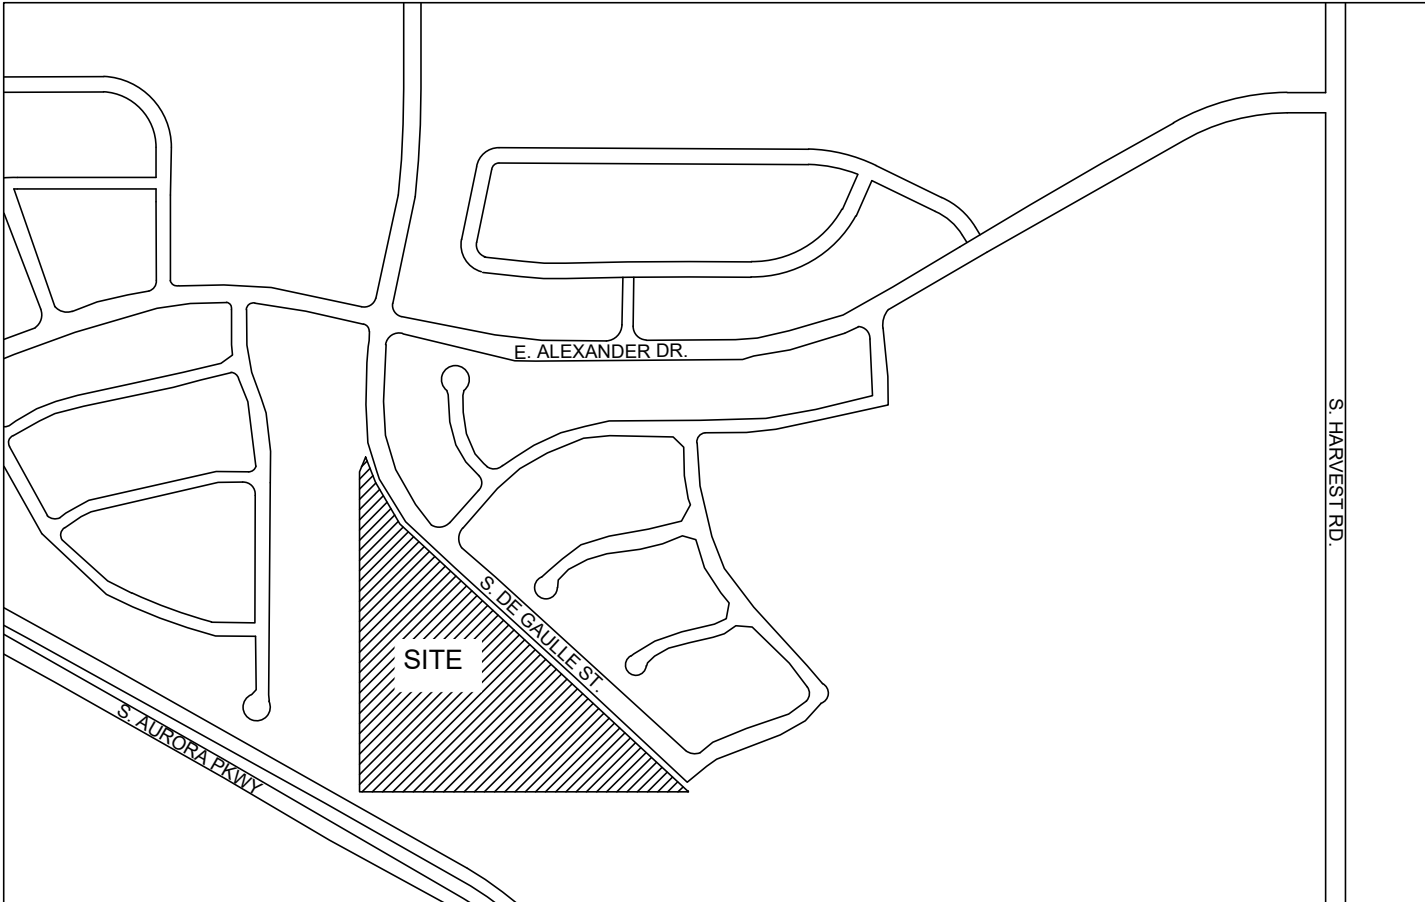 E. ALEXANDER DR.
S. HARVEST RD.
S. DE GAULLE ST.
SITE
S. AURORA PKWY